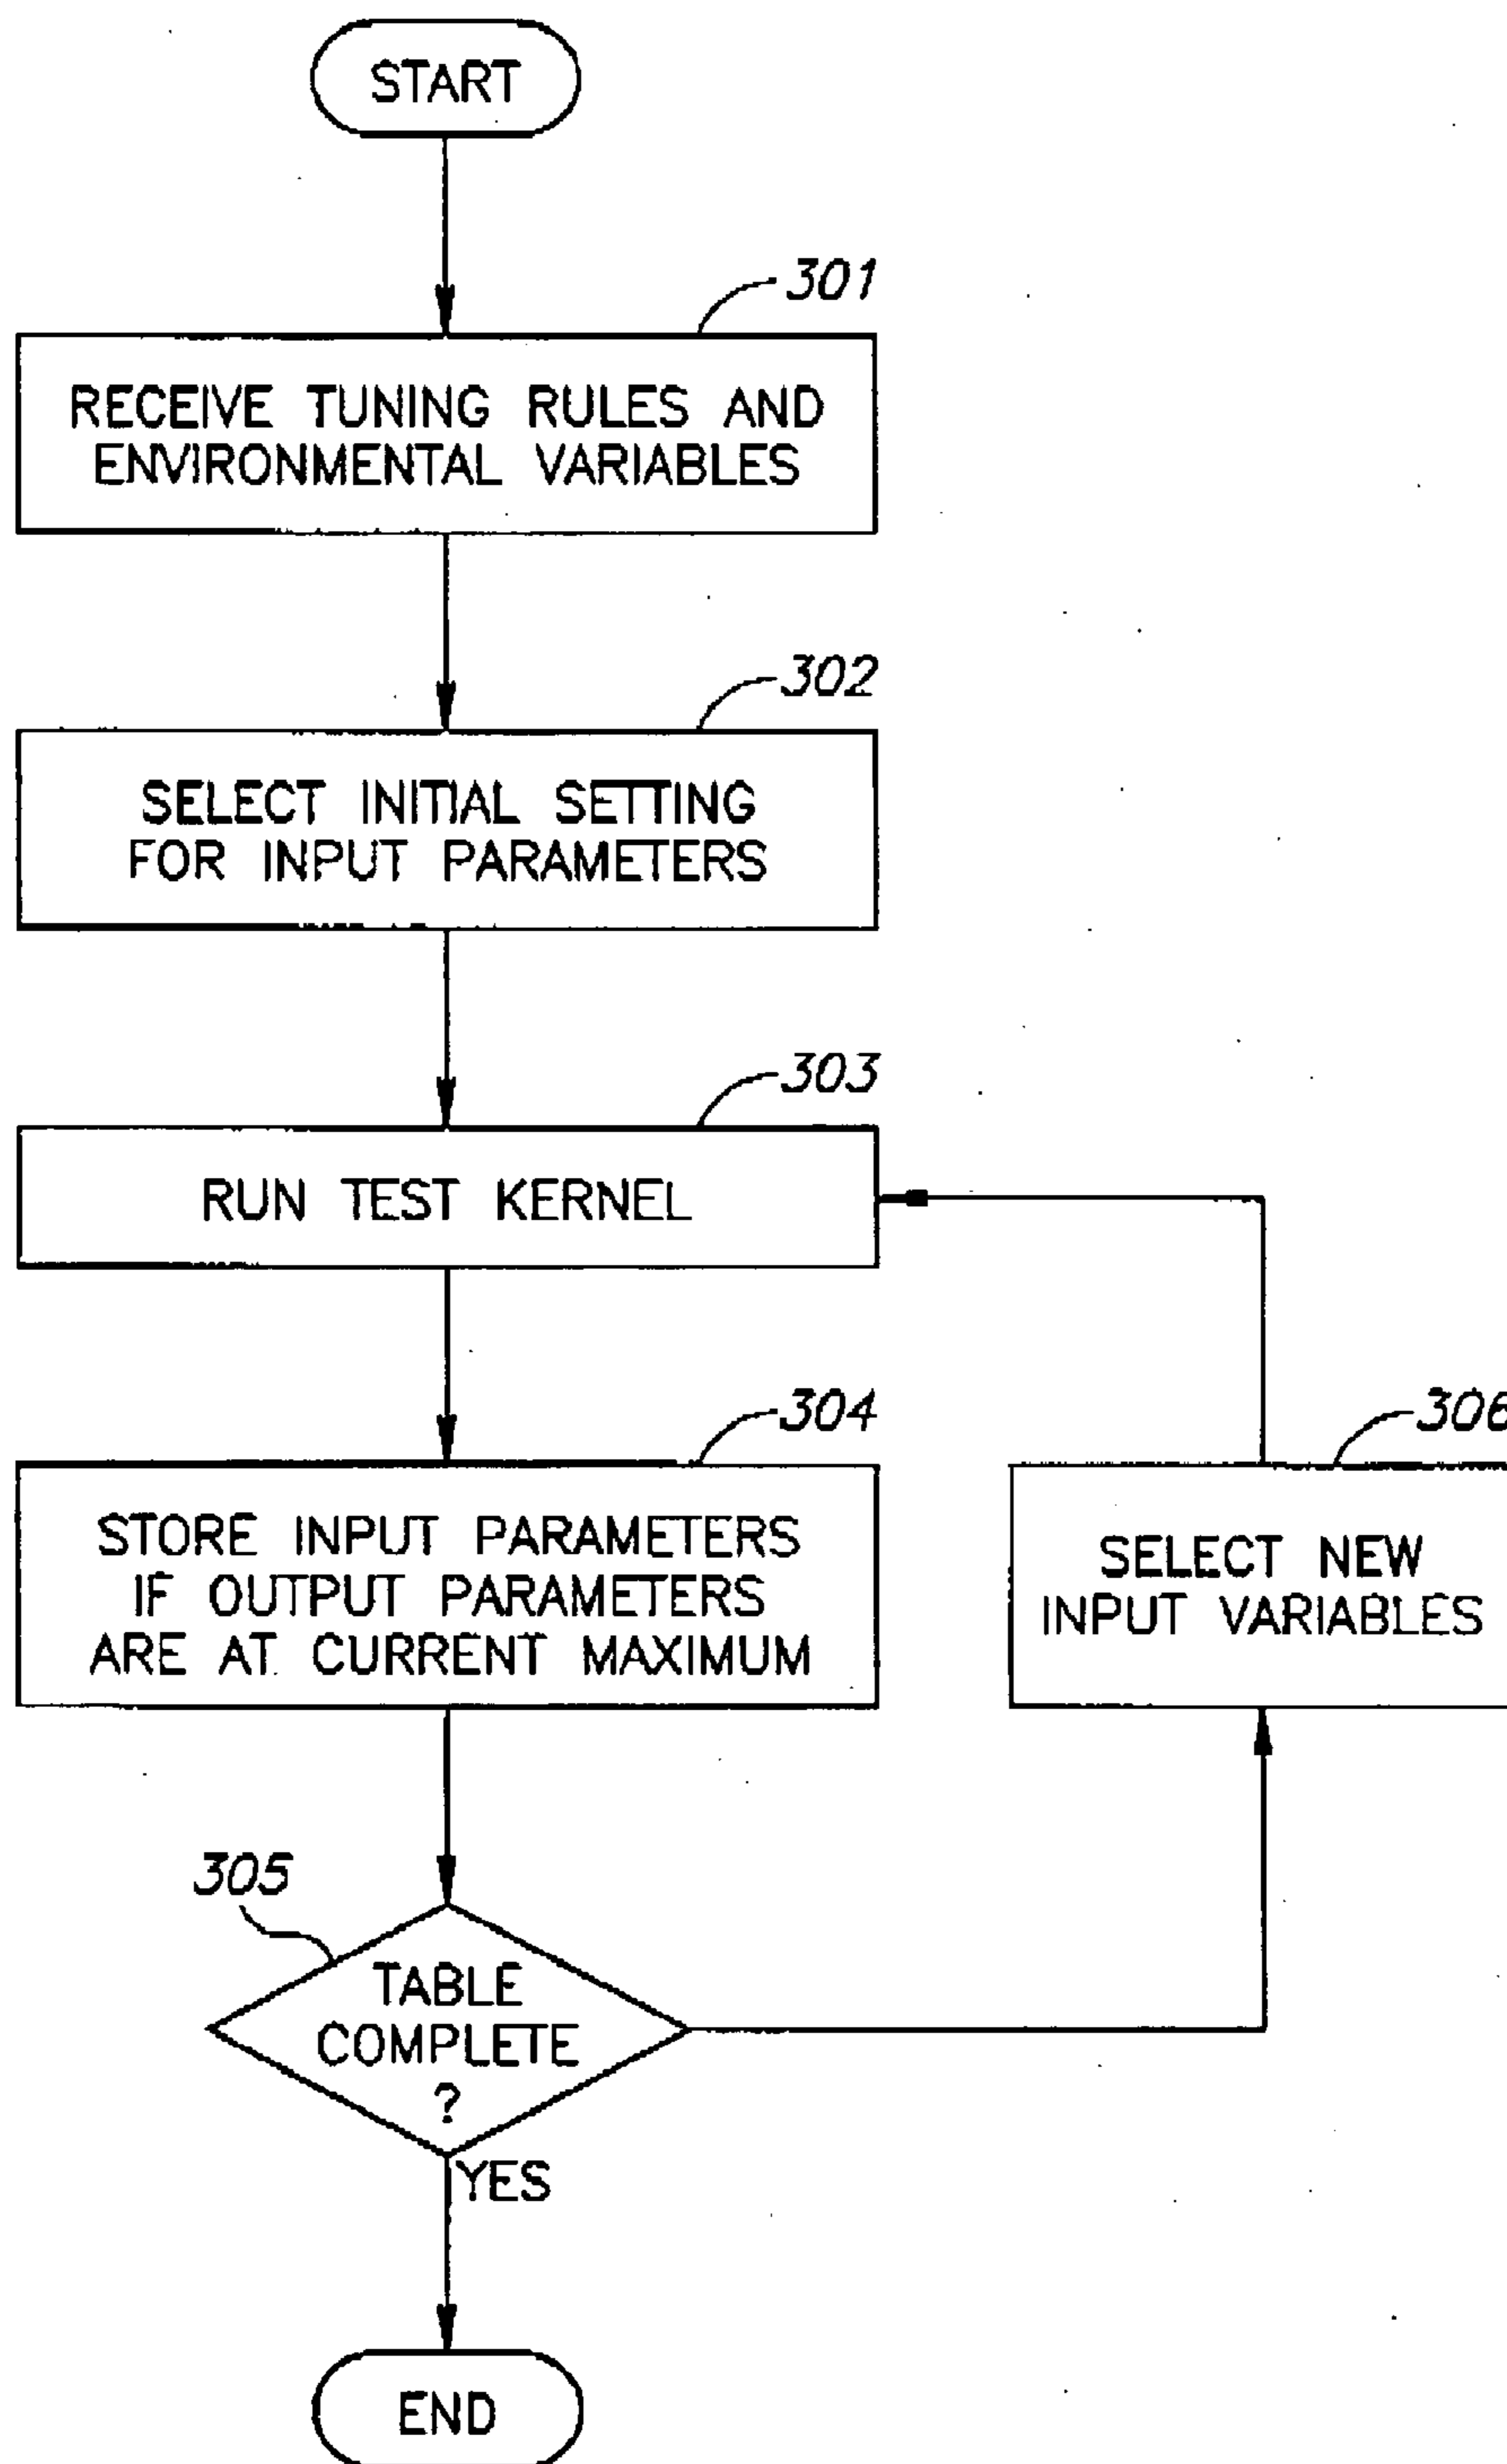 START
301
RECEIVE TUNING RULES AND
ENVIRONMENTAL VARIABLES
302
SELECT INITIAL SETTING
FOR INPUT PARAMETERS
303
RUN TEST KERNEL
304
STORE INPUT PARAMETERS
IF OUTPUT PARAMETERS
ARE AT CURRENT MAXIMUM
306
SELECT NEW
INPUT VARIABLES
305
TABLE
COMPLETE
?
YES
END